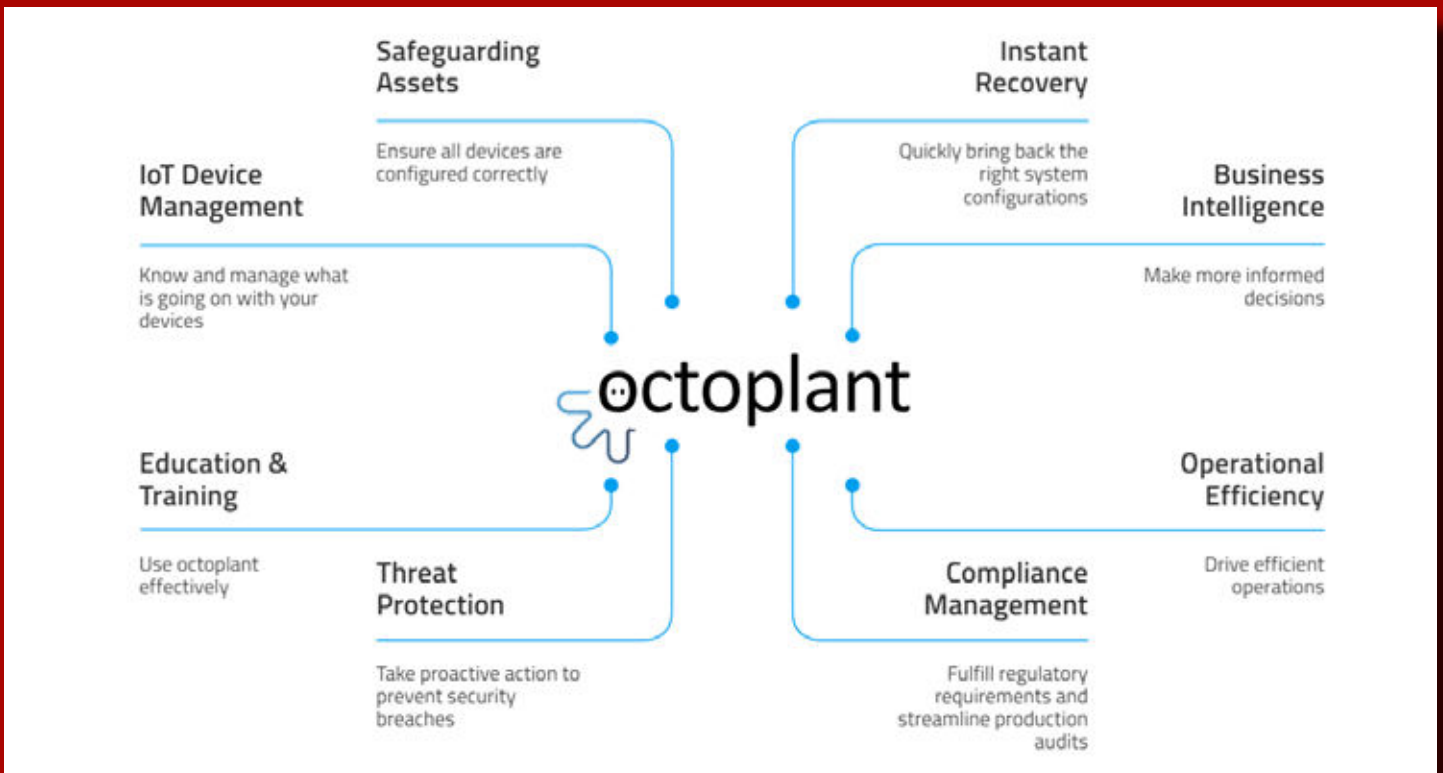 Safeguarding
Assets
Ensure all devices are
configured correctly
Instant
Recovery
Quickly bring back the
right system
configurations
IoT Device
Management
Know and manage what
is going on with your
devices
Business
Intelligence
Make more informed
decisions
octoplant
Education &
Training
Use octoplant
effectively
Operational
Efficiency
Drive efficient
operations
Threat
Protection
Take proactive action to
prevent security
breaches
Compliance
Management
Fulfill regulatory
requirements and
streamline production
audits